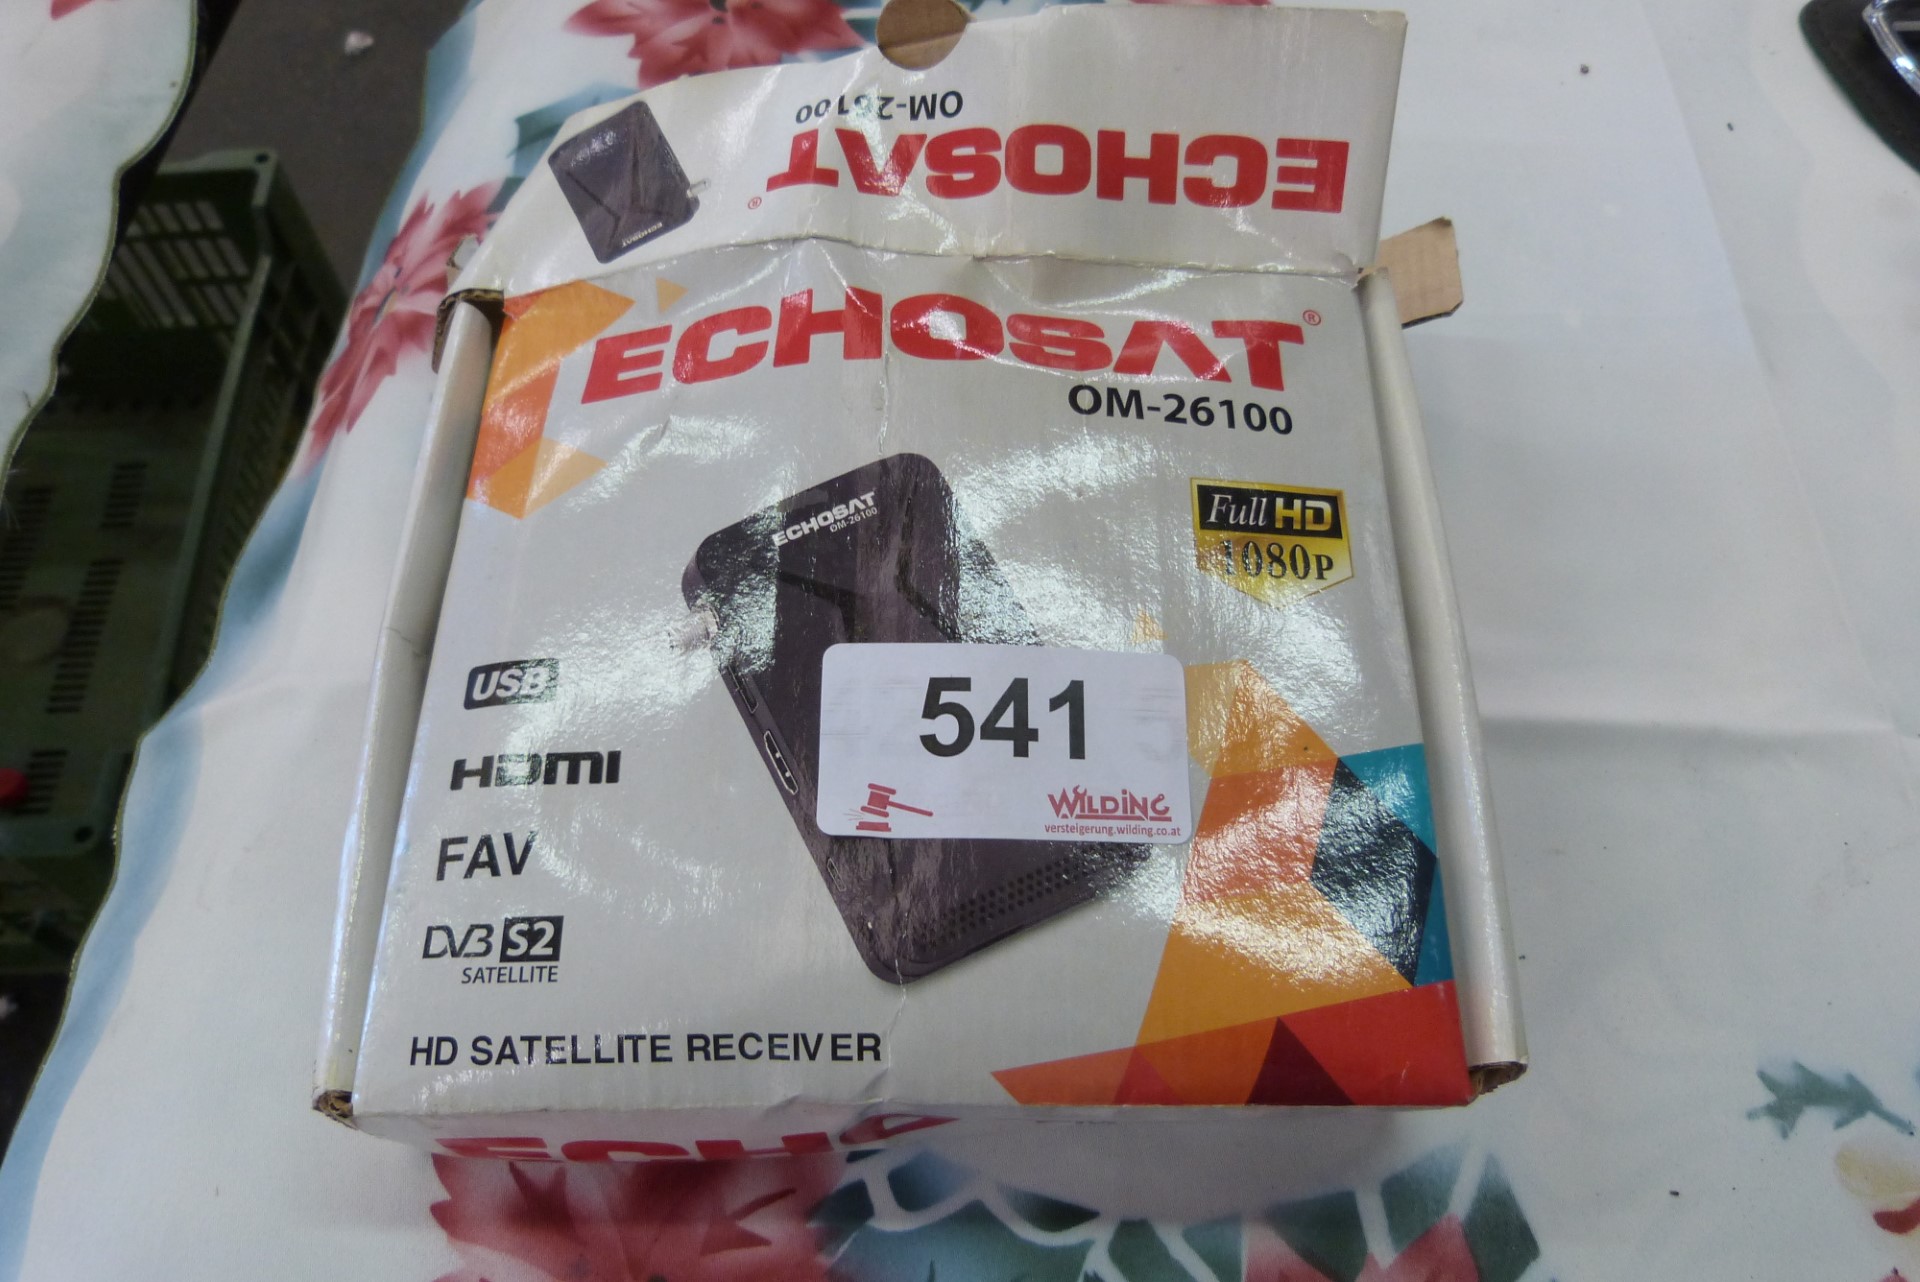 OM-26100
ECHOSAT®
ECHOSAT
ECHOSAT®
OM-26100
ECHOSAT
OM-26100
Full HD
1080P
USB
HDMI
FAV
DVB S2
SATELLITE
541
WILDING
versteigerung.wilding.co.at
HD SATELLITE RECEIVER